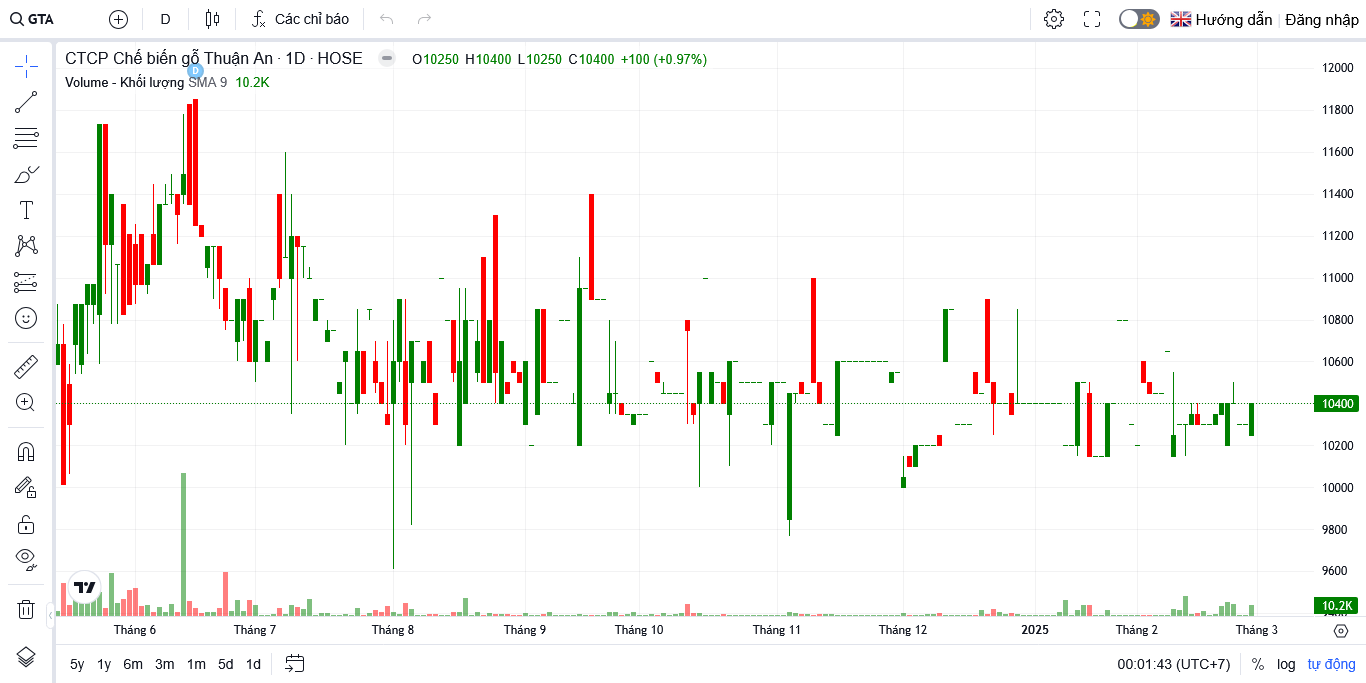 GTA D Các chỉ báo Hướng dẫn Đăng nhập
CTCP Chế biến gỗ Thuận An · 1D · HOSE O10250 H10400 L10250 C10400 +100 (+0.97%)
D
Volume - Khối lượng SMA 9 10.2K
12000
11800
11600
11400
11200
11000
10800
10600
10400
10200
10000
9800
9600
10.2K
Tháng 6 Tháng 7 Tháng 8 Tháng 9 Tháng 10 Tháng 11 Tháng 12 2025 Tháng 2 Tháng 3
5y 1y 6m 3m 1m 5d 1d 00:01:43 (UTC+7) % log tự động